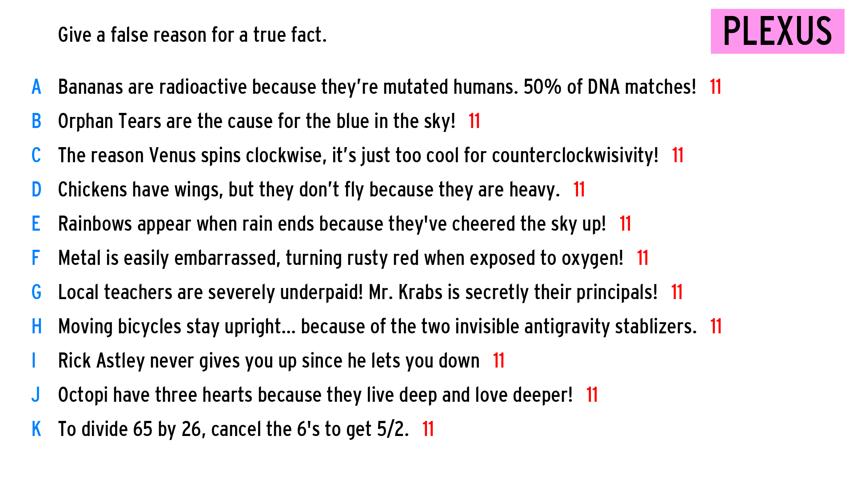 Give a false reason for a true fact.
PLEXUS
A Bananas are radioactive because they're mutated humans. 50% of DNA matches! 11
B Orphan Tears are the cause for the blue in the sky! 11
C The reason Venus spins clockwise, it's just too cool for counterclockwisivity! 11
D Chickens have wings, but they don't fly because they are heavy. 11
E Rainbows appear when rain ends because they've cheered the sky up! 11
F Metal is easily embarrassed, turning rusty red when exposed to oxygen! 11
G Local teachers are severely underpaid! Mr. Krabs is secretly their principals! 11
H Moving bicycles stay upright... because of the two invisible antigravity stablizers. 11
I Rick Astley never gives you up since he lets you down 11
J Octopi have three hearts because they live deep and love deeper! 11
K To divide 65 by 26, cancel the 6's to get 5/2. 11